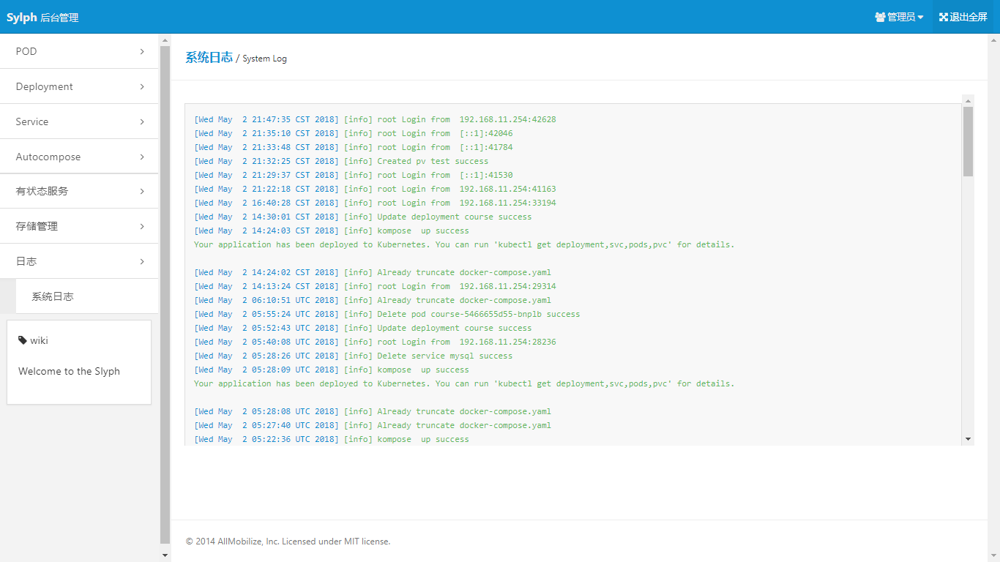 Sylph 后台管理
管理员 退出全屏
POD
Deployment
Service
Autocompose
有状态服务
存储管理
日志
系统日志
wiki
Welcome to the Slyph
系统日志 / System Log
[Wed May  2 21:47:35 CST 2018] [info] root Login from  192.168.11.254:42628
[Wed May  2 21:35:10 CST 2018] [info] root Login from  [::1]:42046
[Wed May  2 21:33:48 CST 2018] [info] root Login from  [::1]:41784
[Wed May  2 21:32:25 CST 2018] [info] Created pv test success
[Wed May  2 21:29:37 CST 2018] [info] root Login from  [::1]:41530
[Wed May  2 21:22:18 CST 2018] [info] root Login from  192.168.11.254:41163
[Wed May  2 16:40:28 CST 2018] [info] root Login from  192.168.11.254:33194
[Wed May  2 14:30:01 CST 2018] [info] Update deployment course success
[Wed May  2 14:24:03 CST 2018] [info] kompose  up success
Your application has been deployed to Kubernetes. You can run 'kubectl get deployment,svc,pods,pvc' for details.
[Wed May  2 14:24:02 CST 2018] [info] Already truncate docker-compose.yaml
[Wed May  2 14:13:24 CST 2018] [info] root Login from  192.168.11.254:29314
[Wed May  2 06:10:51 UTC 2018] [info] Already truncate docker-compose.yaml
[Wed May  2 05:55:24 UTC 2018] [info] Delete pod course-5466655d55-bnplb success
[Wed May  2 05:52:43 UTC 2018] [info] Update deployment course success
[Wed May  2 05:40:08 UTC 2018] [info] root Login from  192.168.11.254:28236
[Wed May  2 05:28:26 UTC 2018] [info] Delete service mysql success
[Wed May  2 05:28:09 UTC 2018] [info] kompose  up success
Your application has been deployed to Kubernetes. You can run 'kubectl get deployment,svc,pods,pvc' for details.
[Wed May  2 05:28:08 UTC 2018] [info] Already truncate docker-compose.yaml
[Wed May  2 05:27:40 UTC 2018] [info] Already truncate docker-compose.yaml
[Wed May  2 05:22:36 UTC 2018] [info] kompose  up success
© 2014 AllMobilize, Inc. Licensed under MIT license.